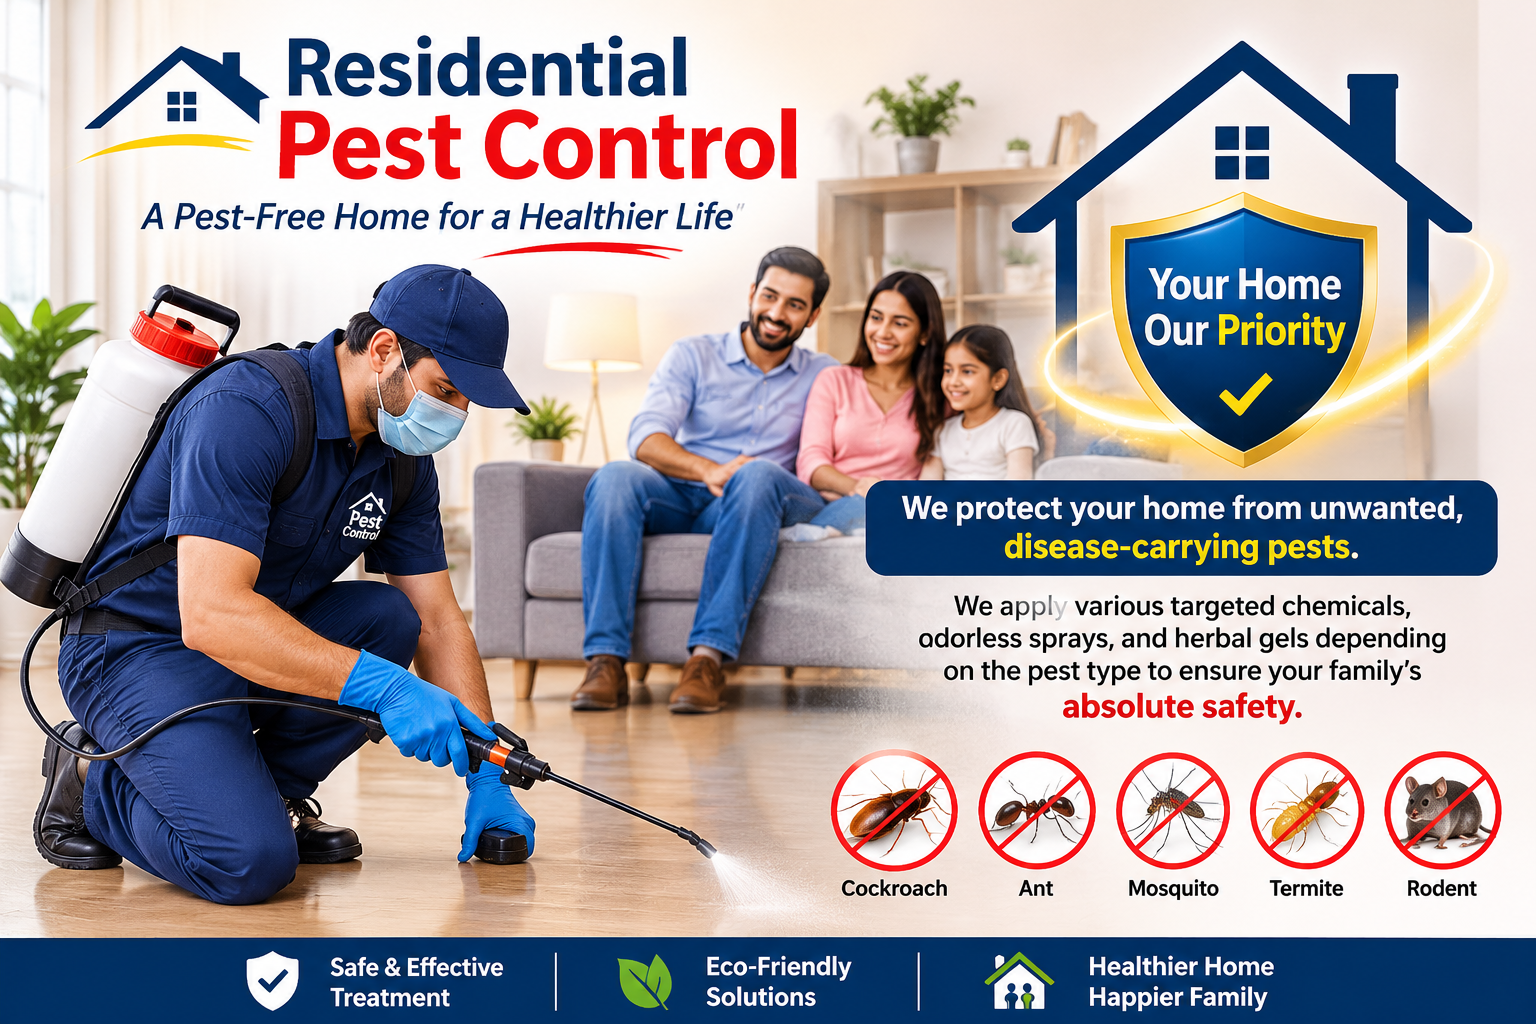 Residential
Pest Control
A Pest-Free Home for a Healthier Life"
Your Home
Our Priority
Pest
Control
We protect your home from unwanted,
disease-carrying pests.
We apply various targeted chemicals,
odorless sprays, and herbal gels depending
on the pest type to ensure your family's
absolute safety.
Cockroach
Ant
Mosquito
Termite
Rodent
Safe & Effective
Treatment
Eco-Friendly
Solutions
Healthier Home
Happier Family